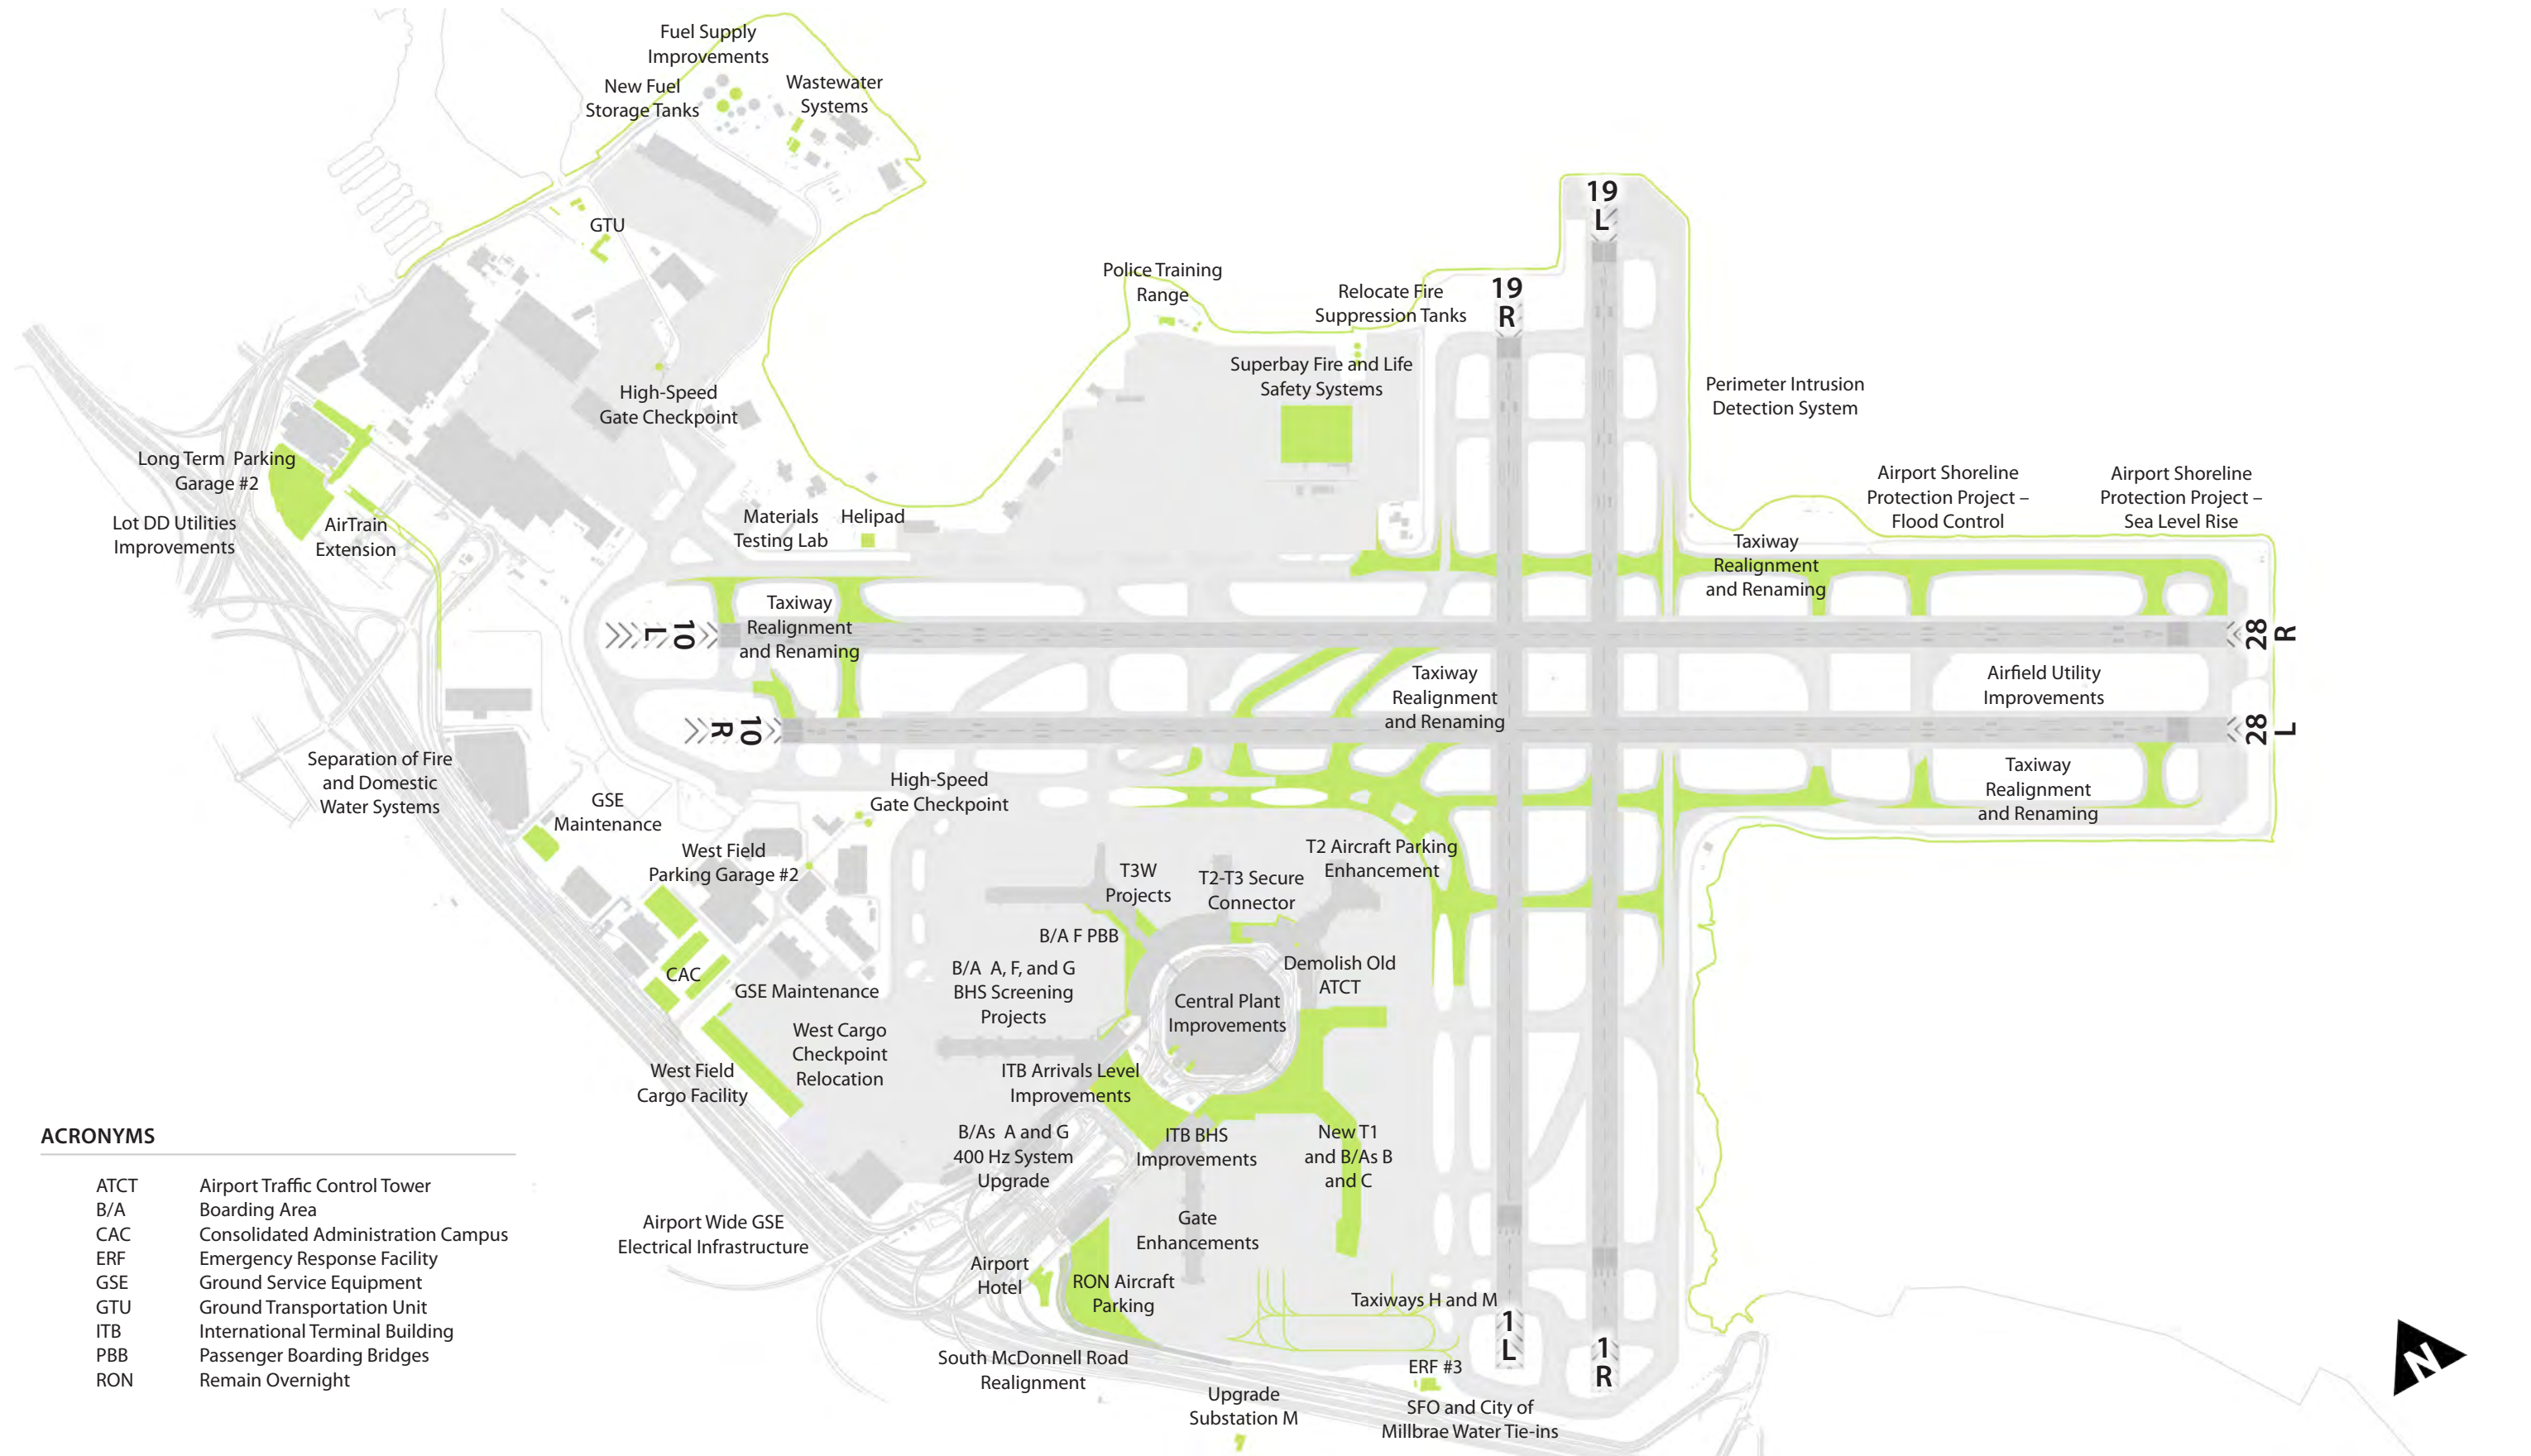 Fuel Supply
Improvements
New Fuel
Storage Tanks
Wastewater
Systems
GTU
19
L
Police Training
Range
Relocate Fire
Suppression Tanks
19
R
Superbay Fire and Life
Safety Systems
High-Speed
Gate Checkpoint
Perimeter Intrusion
Detection System
Long Term Parking
Garage #2
Airport Shoreline
Protection Project –
Flood Control
Airport Shoreline
Protection Project –
Sea Level Rise
Lot DD Utilities
Improvements
AirTrain
Extension
Materials
Testing Lab
Helipad
Taxiway
Realignment
and Renaming
10
L
Taxiway
Realignment
and Renaming
28
R
Taxiway
Realignment
and Renaming
Airfield Utility
Improvements
10
R
28
L
Separation of Fire
and Domestic
Water Systems
High-Speed
Gate Checkpoint
Taxiway
Realignment
and Renaming
GSE
Maintenance
West Field
Parking Garage #2
T2 Aircraft Parking
Enhancement
T3W
Projects
T2-T3 Secure
Connector
B/A F PBB
CAC
GSE Maintenance
B/A A, F, and G
BHS Screening
Projects
Demolish Old
ATCT
Central Plant
Improvements
West Cargo
Checkpoint
Relocation
West Field
Cargo Facility
ITB Arrivals Level
Improvements
B/As A and G
400 Hz System
Upgrade
ITB BHS
Improvements
New T1
and B/As B
and C
Airport Wide GSE
Electrical Infrastructure
Gate
Enhancements
Airport
Hotel
RON Aircraft
Parking
Taxiways H and M
1
L
1
R
South McDonnell Road
Realignment
ERF #3
Upgrade
Substation M
SFO and City of
Millbrae Water Tie-ins
N
ACRONYMS
ATCT Airport Traffic Control Tower
B/A Boarding Area
CAC Consolidated Administration Campus
ERF Emergency Response Facility
GSE Ground Service Equipment
GTU Ground Transportation Unit
ITB International Terminal Building
PBB Passenger Boarding Bridges
RON Remain Overnight